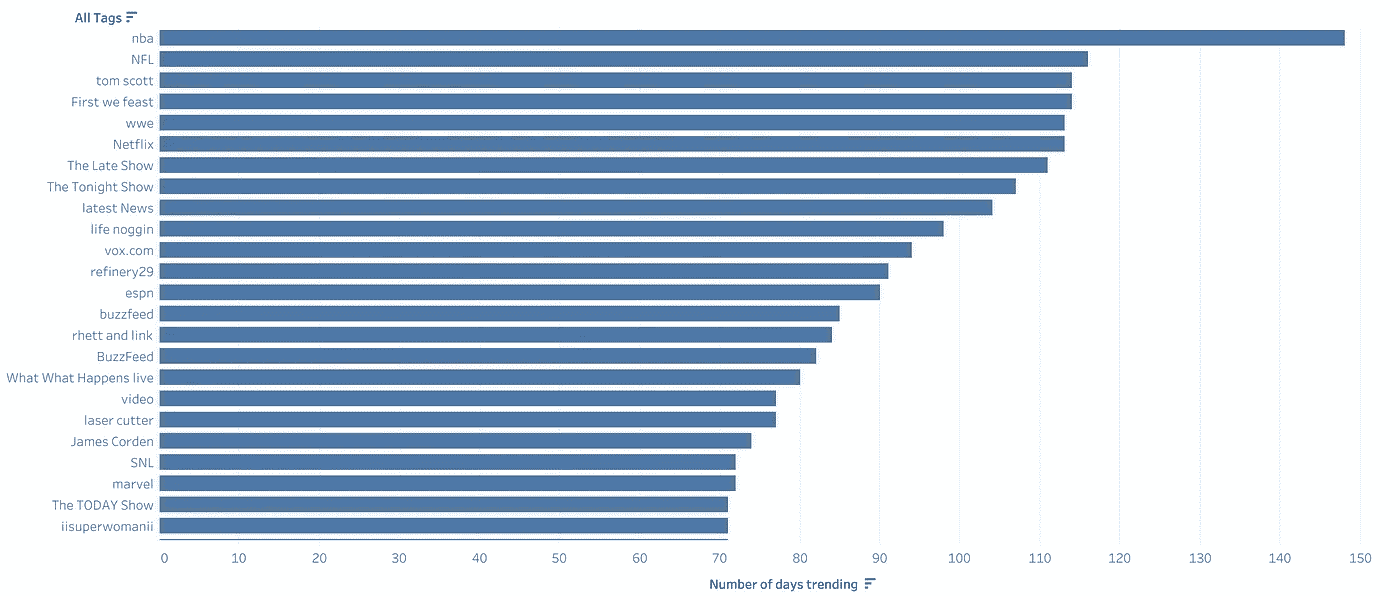 All Tags
nba
NFL
tom scott
First we feast
wwe
Netflix
The Late Show
The Tonight Show
latest News
life noggin
vox.com
refinery29
espn
buzzfeed
rhett and link
BuzzFeed
What What Happens live
video
laser cutter
James Corden
SNL
marvel
The TODAY Show
iisuperwomanii
0 10 20 30 40 50 60 70 80 90 100 110 120 130 140 150
Number of days trending